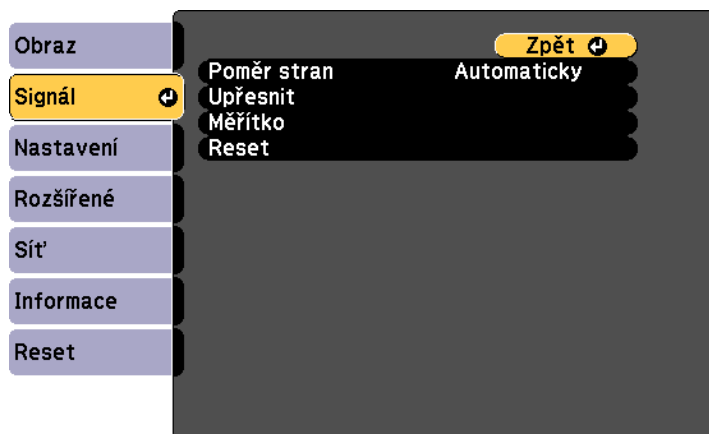 Obraz
Signál
Nastavení
Rozšířené
Síť
Informace
Reset
Zpět
Poměr stran Automaticky
Upřesnit
Měřítko
Reset